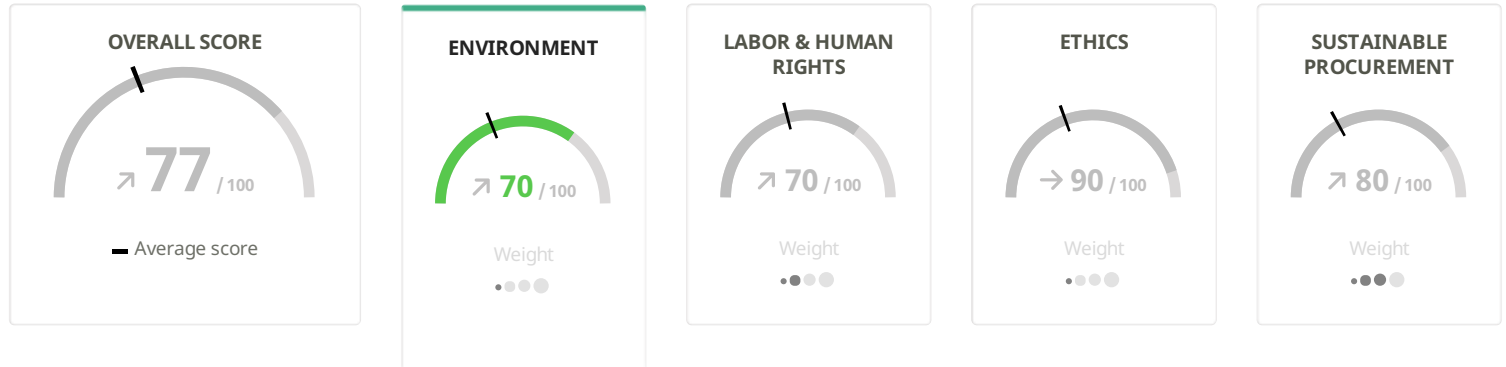 OVERALL SCORE
77 / 100
Average score
ENVIRONMENT
70 / 100
Weight
LABOR & HUMAN
RIGHTS
70 / 100
Weight
ETHICS
90 / 100
Weight
SUSTAINABLE
PROCUREMENT
80 / 100
Weight